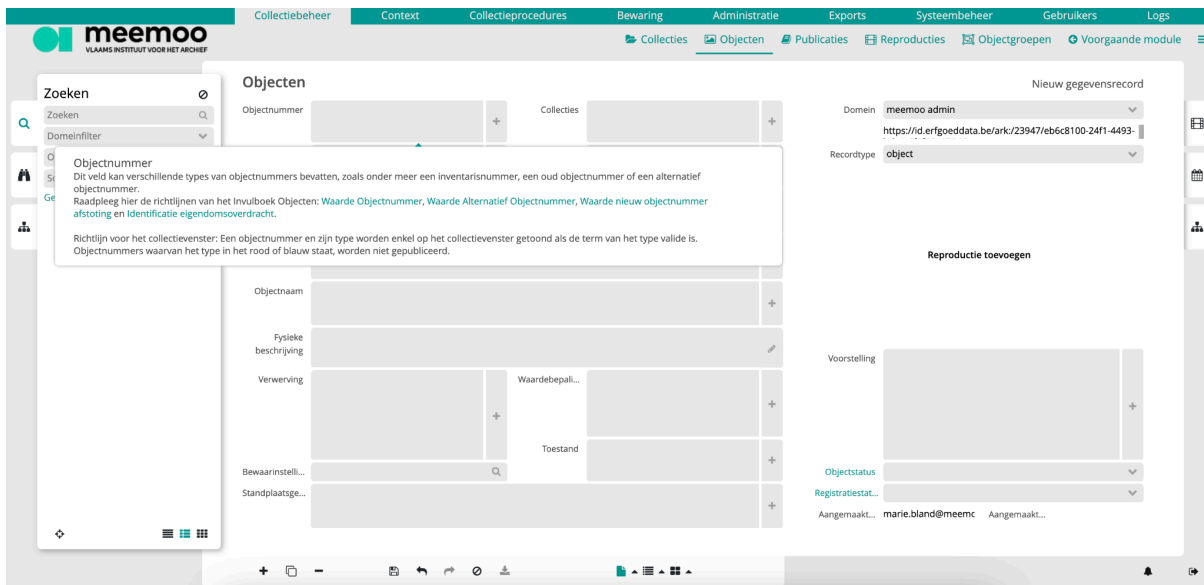 Collectiebeheer Context Collectieprocedures Bewaring Administratie Exports Systeembeheer Gebruikers Logs
meemoo
VLAAMS INSTITUUT VOOR HET ARCHIEF
Collecties Objecten Publicaties Reproducties Objectgroepen Voorgaande module
Zoeken
Zoeken
Domeinfilter
Objecten
Nieuw gegevensrecord
Objectnummer
Collecties
Domein meemoo admin
https://id.erfgoeddata.be/ark:/23947/eb6c8100-24f1-4493-
Recordtype object
Objectnummer
Dit veld kan verschillende types van objectnummers bevatten, zoals onder meer een inventarisnummer, een oud objectnummer of een alternatief
objectnummer.
Raadpleeg hier de richtlijnen van het Invulboek Objecten: Waarde Objectnummer, Waarde Alternatief Objectnummer, Waarde nieuw objectnummer
afstoting en Identificatie eigendomsoverdracht.
Richtlijn voor het collectievenster: Een objectnummer en zijn type worden enkel op het collectievenster getoond als de term van het type valide is.
Objectnummers waarvan het type in het rood of blauw staat, worden niet gepubliceerd.
Reproductie toevoegen
Objectnaam
Fysieke
beschrijving
Verwerving
Waardebepali...
Voorstelling
Toestand
Bewaarinstelli...
Objectstatus
Standplaatsge...
Registratiestat...
Aangemaakt... marie.bland@meemc Aangemaakt...